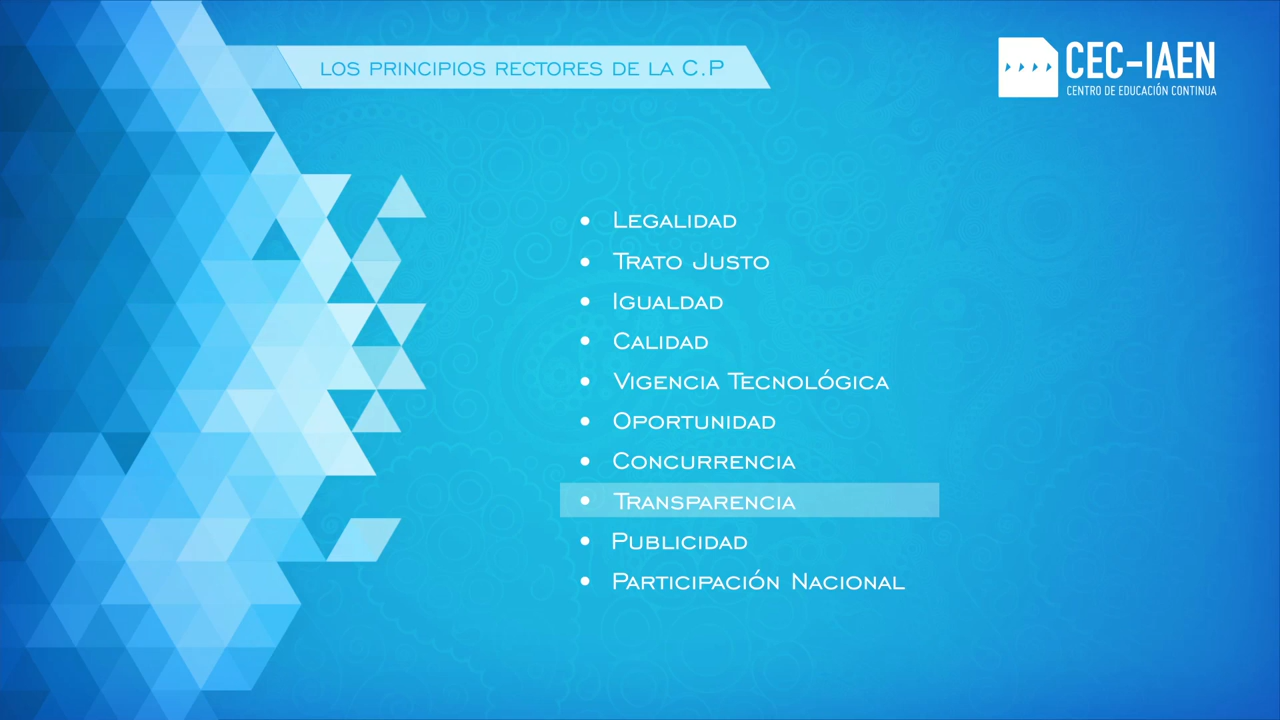 LOS PRINCIPIOS RECTORES DE LA C.P
CEC-IAEN
CENTRO DE EDUCACIÓN CONTINUA
• LEGALIDAD
• TRATO JUSTO
• IGUALDAD
• CALIDAD
• VIGENCIA TECNOLÓGICA
• OPORTUNIDAD
• CONCURRENCIA
• TRANSPARENCIA
• PUBLICIDAD
• PARTICIPACIÓN NACIONAL